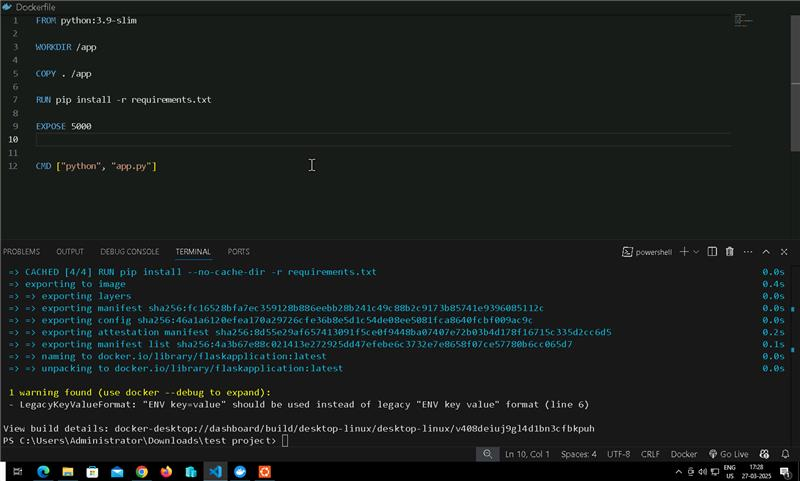 Dockerfile
1 FROM python:3.9-slim
2
3 WORKDIR /app
4
5 COPY . /app
6
7 RUN pip install -r requirements.txt
8
9 EXPOSE 5000
10
11
12 CMD ["python", "app.py"]
PROBLEMS OUTPUT DEBUG CONSOLE TERMINAL PORTS powershell
=> CACHED [4/4] RUN pip install --no-cache-dir -r requirements.txt 0.0s
=> exporting to image 0.4s
=> => exporting layers 0.0s
=> => exporting manifest sha256:fc16528bfa7ec359128b886eebb28b241c49c88b2c9173b85741e9396085112c 0.0s
=> => exporting config sha256:46a1a6120efea170a29726cfe36b8e5d1c54de08ee5081fca8640fcbf009ac9c 0.0s
=> => exporting attestation manifest sha256:8d55e29af657413091f5ce0f9448ba07407e72b03b4d178f16715c335d2cc6d5 0.2s
=> => exporting manifest list sha256:4a3b67e88c021413e272925dd47efebe6c3732e7e8658f07ce57780b6cc065d7 0.1s
=> => naming to docker.io/library/flaskapplication:latest 0.0s
=> => unpacking to docker.io/library/flaskapplication:latest 0.0s
1 warning found (use docker --debug to expand):
- LegacyKeyValueFormat: "ENV key=value" should be used instead of legacy "ENV key value" format (line 6)
View build details: docker-desktop://dashboard/build/desktop-linux/desktop-linux/v408deiuj9gl4d1bn3cfbkpuh
PS C:\Users\Administrator\Downloads\test project>
Ln 10, Col 1 Spaces: 4 UTF-8 CRLF Docker Go Live
ENG 17:28
US 27-03-2025